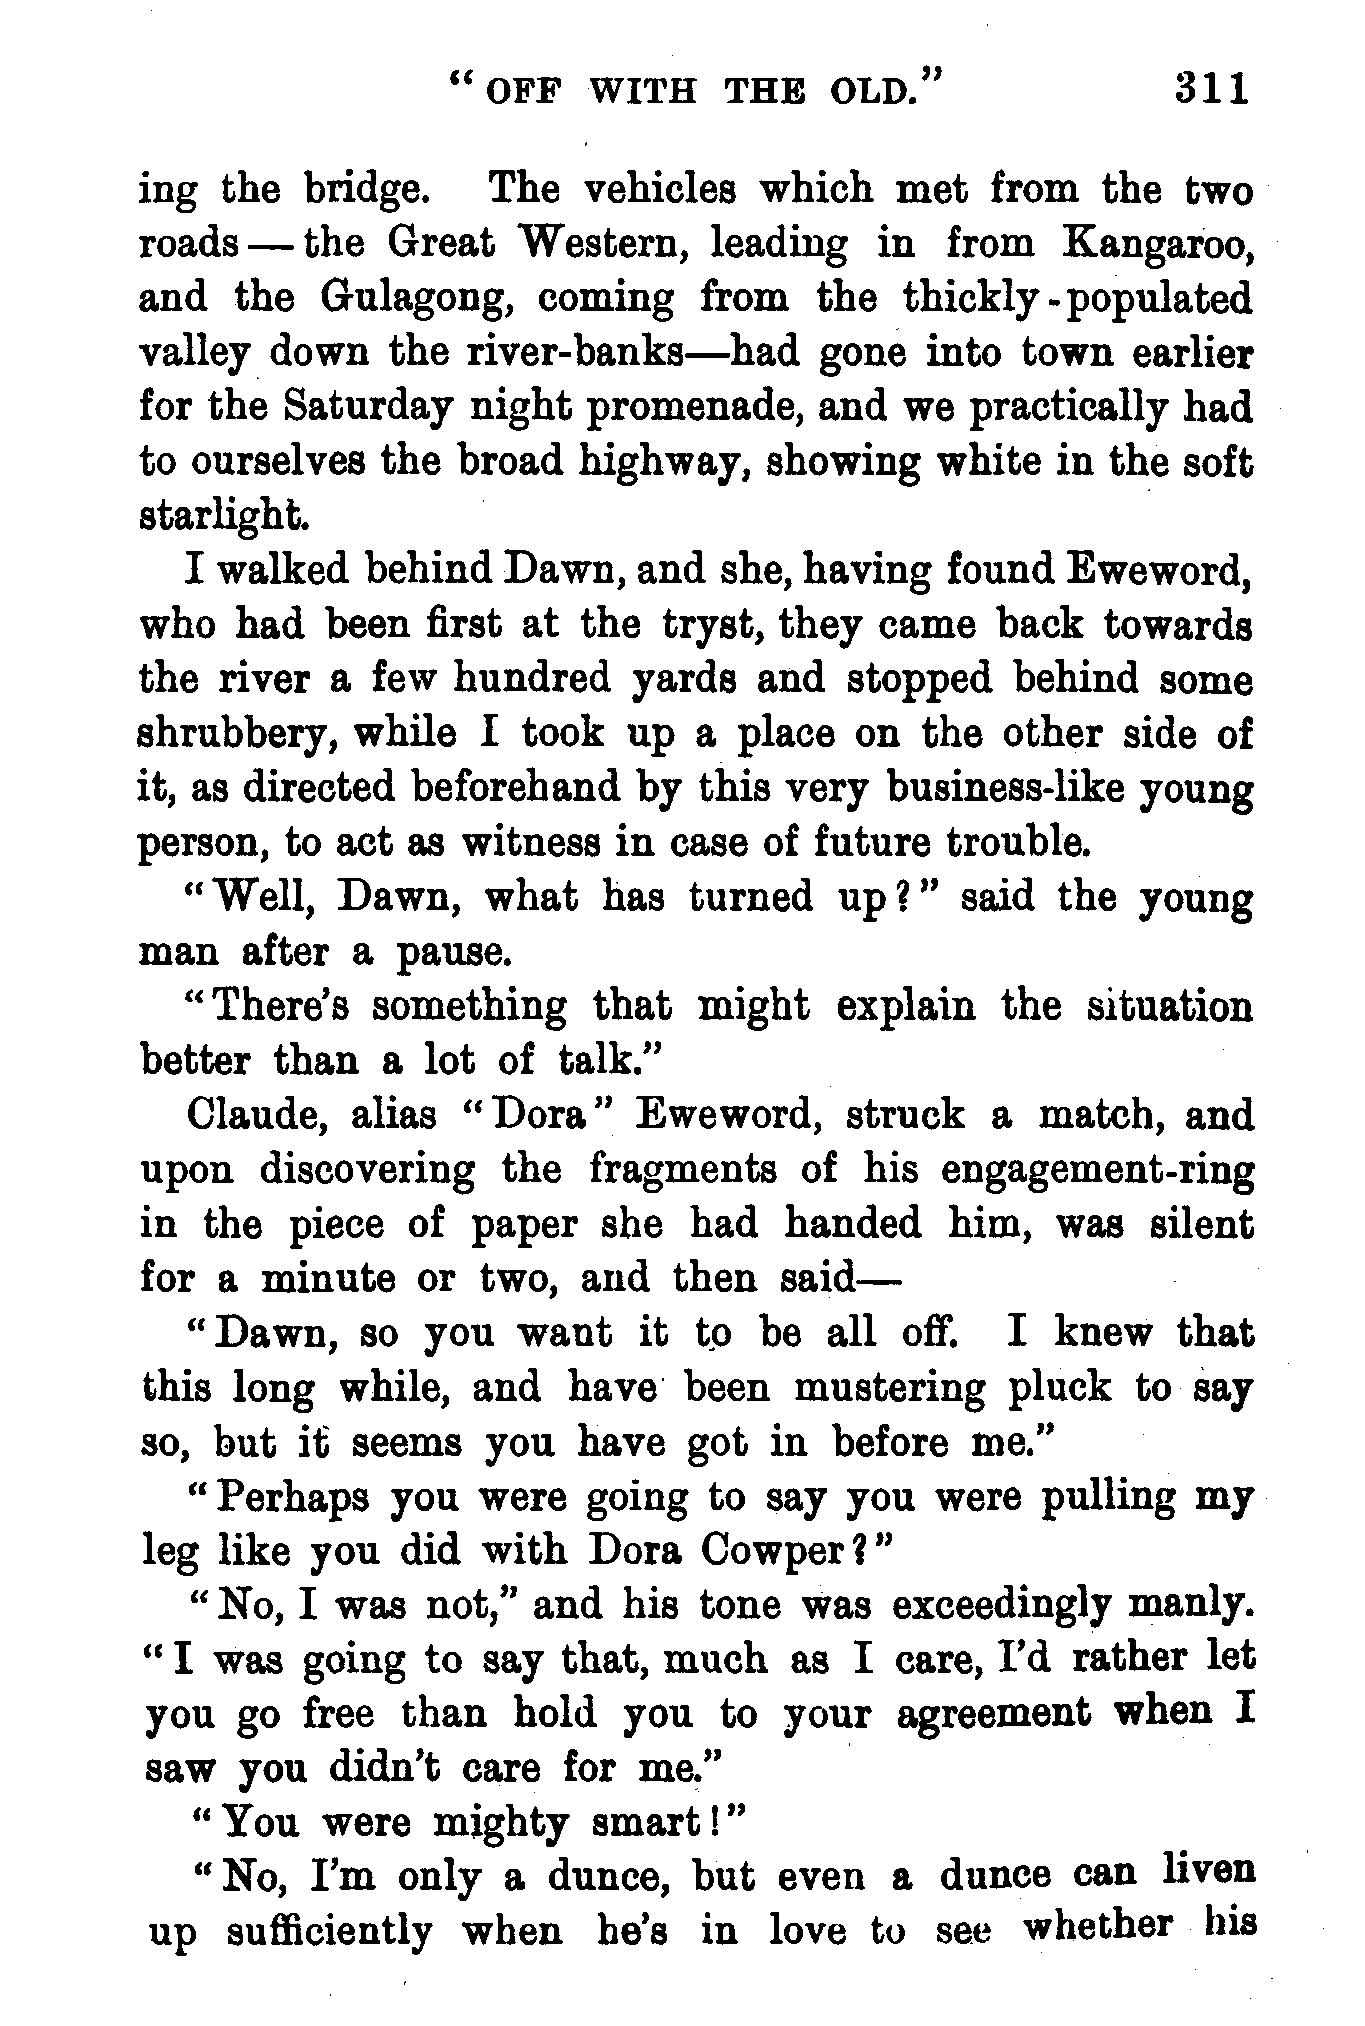 "OFF WITH THE OLD." 311
ing the bridge. The vehicles which met from the two
roads — the Great Western, leading in from Kangaroo,
and the Gulagong, coming from the thickly-populated
valley down the river-banks—had gone into town earlier
for the Saturday night promenade, and we practically had
to ourselves the broad highway, showing white in the soft
starlight.
I walked behind Dawn, and she, having found Eweword,
who had been first at the tryst, they came back towards
the river a few hundred yards and stopped behind some
shrubbery, while I took up a place on the other side of
it, as directed beforehand by this very business-like young
person, to act as witness in case of future trouble.
"Well, Dawn, what has turned up?" said the young
man after a pause.
"There's something that might explain the situation
better than a lot of talk."
Claude, alias "Dora" Eweword, struck a match, and
upon discovering the fragments of his engagement-ring
in the piece of paper she had handed him, was silent
for a minute or two, and then said—
"Dawn, so you want it to be all off. I knew that
this long while, and have been mustering pluck to say
so, but it seems you have got in before me."
"Perhaps you were going to say you were pulling my
leg like you did with Dora Cowper?"
"No, I was not," and his tone was exceedingly manly.
"I was going to say that, much as I care, I'd rather let
you go free than hold you to your agreement when I
saw you didn't care for me."
"You were mighty smart!"
"No, I'm only a dunce, but even a dunce can liven
up sufficiently when he's in love to see whether his